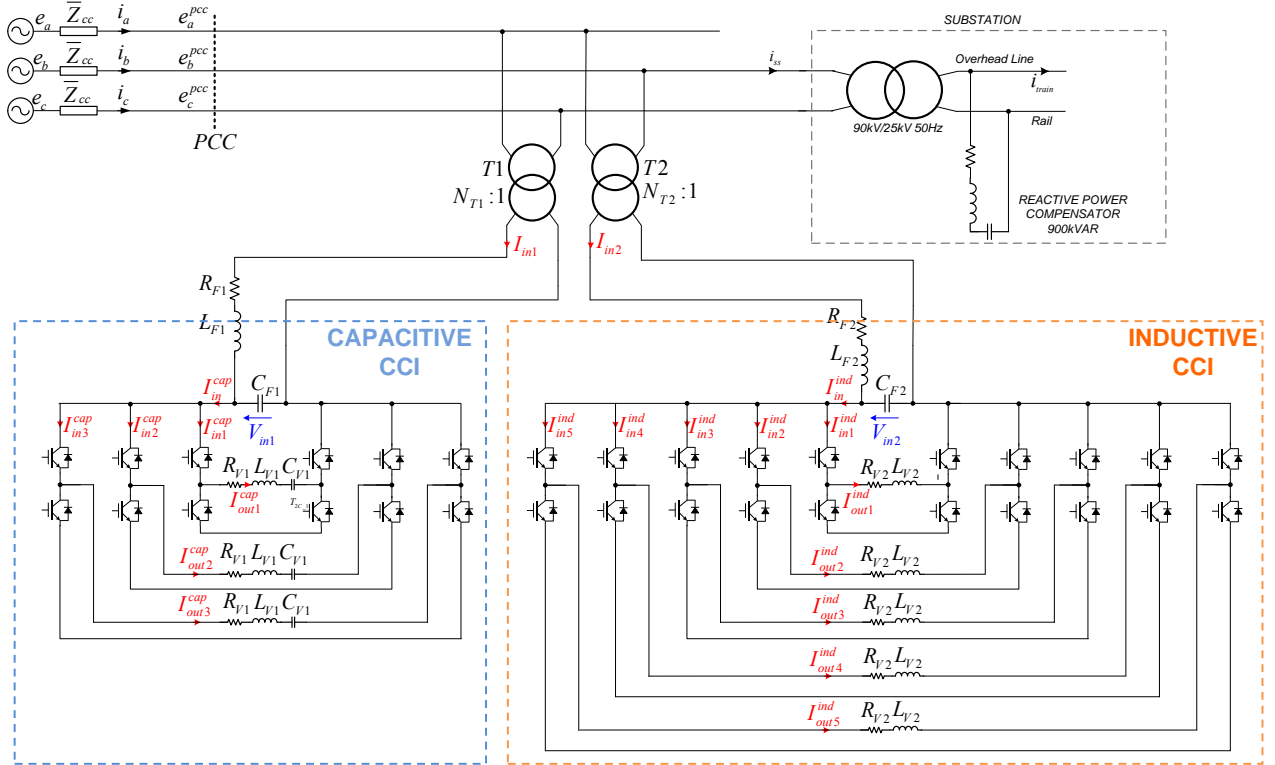 e_a Z̅_cc i_a e_a^pcc
e_b Z̅_cc i_b e_b^pcc i_ss
e_c Z̅_cc i_c e_c^pcc
PCC
SUBSTATION
Overhead Line
i_train
Rail
90kV/25kV 50Hz
REACTIVE POWER
COMPENSATOR
900kVAR
T1
N_T1 :1
T2
N_T2 :1
I_in1
I_in2
R_F1
L_F1
R_F2
L_F2
CAPACITIVE
CCI
C_F1
V_in1
I_in^cap
I_in3^cap I_in2^cap I_in1^cap
R_V1 L_V1 C_V1
I_out1^cap
I_out2^cap R_V1 L_V1 C_V1
I_out3^cap R_V1 L_V1 C_V1
INDUCTIVE
CCI
C_F2
V_in2
I_in^ind
I_in5^ind I_in4^ind I_in3^ind I_in2^ind I_in1^ind
R_V2 L_V2
I_out1^ind
I_out2^ind R_V2 L_V2
I_out3^ind R_V2 L_V2
I_out4^ind R_V2 L_V2
I_out5^ind R_V2 L_V2